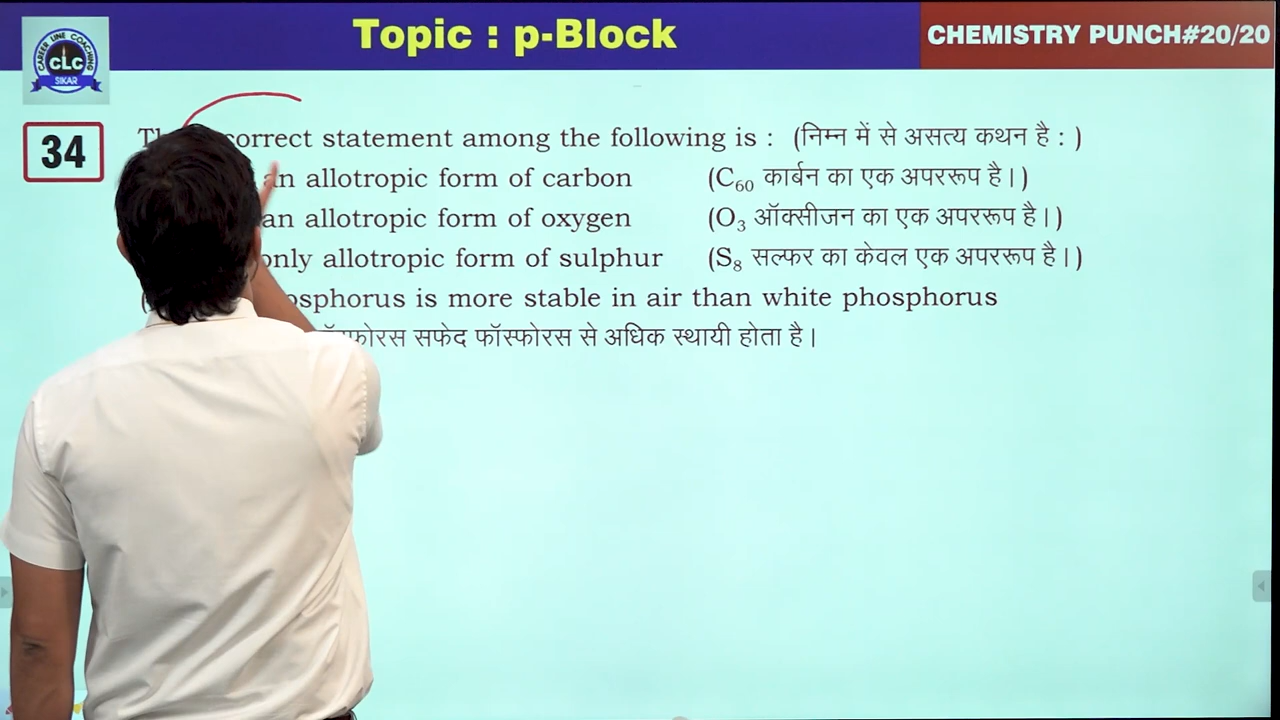 Topic : p-Block
CHEMISTRY PUNCH#20/20
CAREER LINE COACHING
CLC
SIKAR
34
correct statement among the following is : (निम्न में से असत्य कथन है : )
an allotropic form of carbon (C60 कार्बन का एक अपररूप है।)
an allotropic form of oxygen (O3 ऑक्सीजन का एक अपररूप है।)
only allotropic form of sulphur (S8 सल्फर का केवल एक अपररूप है।)
is more stable in air than white phosphorus
सफेद फॉस्फोरस से अधिक स्थायी होता है।